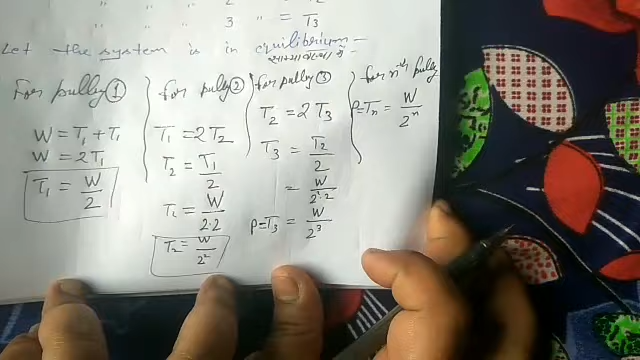 " " 3 " = T₃
Let the system is in equilibrium—
For pully ①
W = T₁ + T₁
W = 2T₁
T₁ = W/2
for pully ②
T₁ = 2T₂
T₂ = T₁/2
T₂ = W/2·2
T₂ = W/2²
for pully ③
T₂ = 2T₃
T₃ = T₂/2
= W/2²·2
P = T₃ = W/2³
for nᵗʰ pully
P = Tₙ = W/2ⁿ